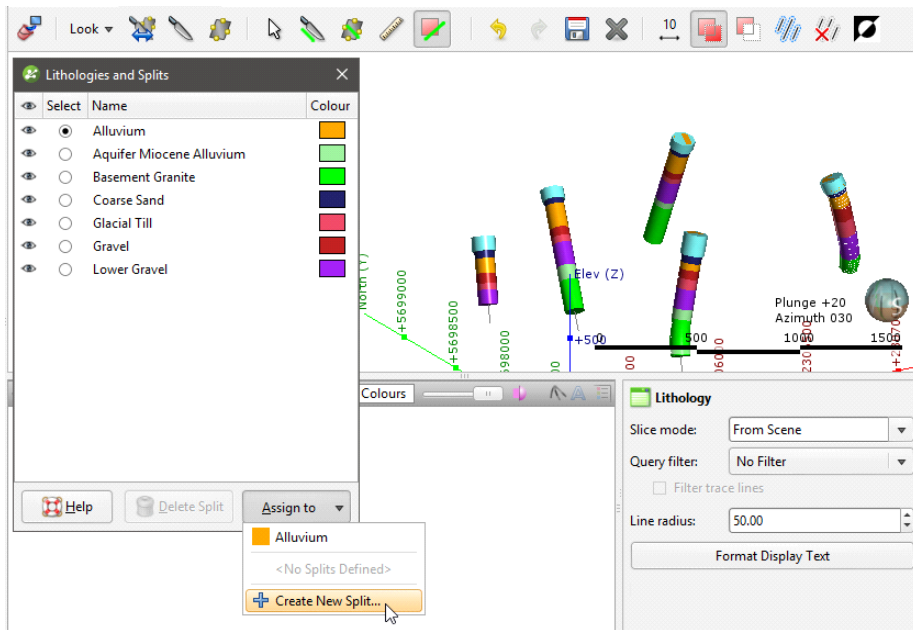 Look
10
Lithologies and Splits
Select Name Colour
Alluvium
Aquifer Miocene Alluvium
Basement Granite
Coarse Sand
Glacial Till
Gravel
Lower Gravel
Help
Delete Split
Assign to
Alluvium
<No Splits Defined>
Create New Split...
North (Y)
+5699000
+5698500
Elev (Z)
+500
Plunge +20
Azimuth 030
0
500
1000
1500
Colours
Lithology
Slice mode: From Scene
Query filter: No Filter
Filter trace lines
Line radius: 50.00
Format Display Text